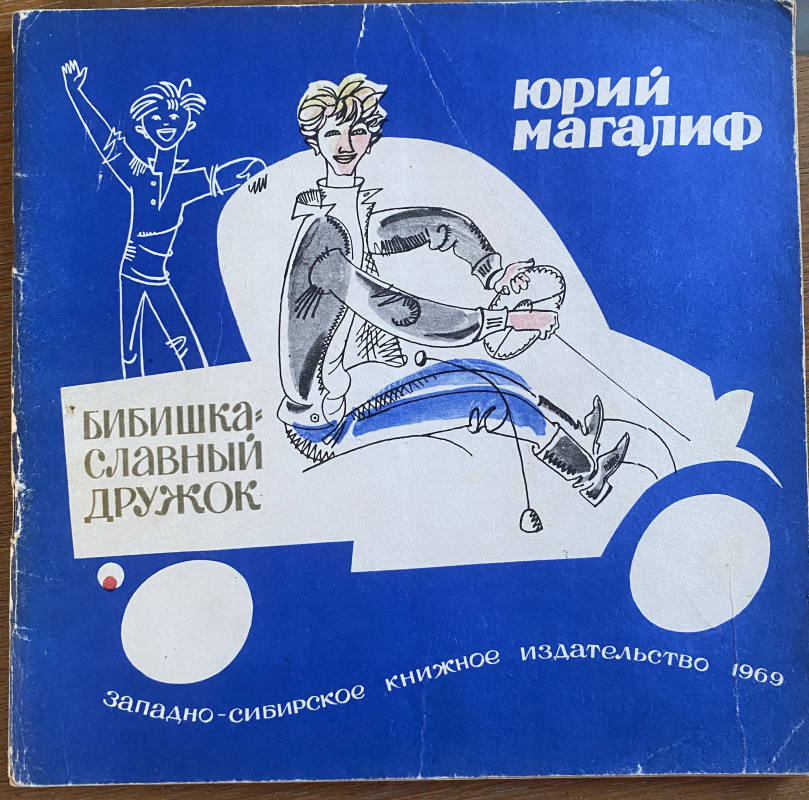 Юрий
Магалиф
Бибишка-
славный
дружок
Западно-Сибирское книжное издательство 1969